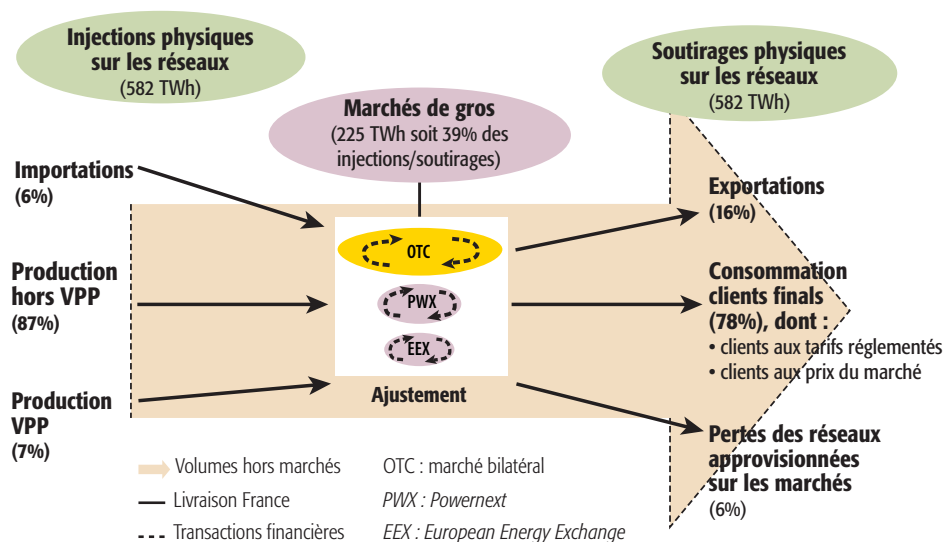 Injections physiques
sur les réseaux
(582 TWh)
Soutirages physiques
sur les réseaux
(582 TWh)
Marchés de gros
(225 TWh soit 39% des
injections/soutirages)
Importations
(6%)
Production
hors VPP
(87%)
Production
VPP
(7%)
OTC
PWX
EEX
Ajustement
Exportations
(16%)
Consommation
clients finals
(78%), dont :
• clients aux tarifs réglementés
• clients aux prix du marché
Pertes des réseaux
approvisionnées
sur les marchés
(6%)
Volumes hors marchés
Livraison France
Transactions financières
OTC : marché bilatéral
PWX : Powernext
EEX : European Energy Exchange